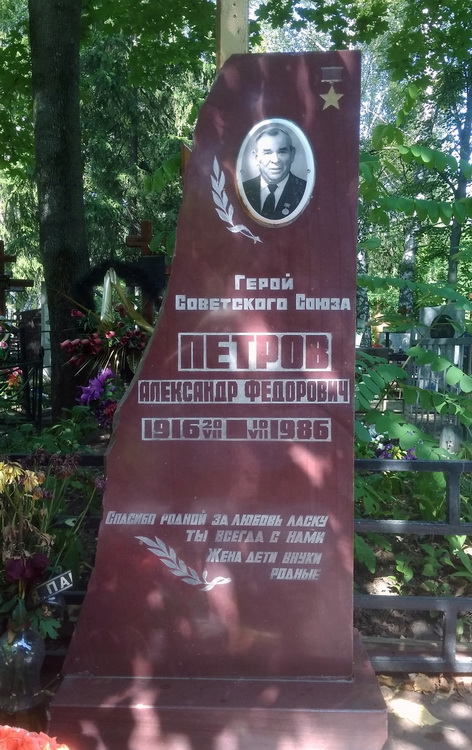 Герой
Советского Союза
ПЕТРОВ
АЛЕКСАНДР ФЕДОРОВИЧ
1916 20 VII 10 VII 1986
Спасибо родной за любовь ласку
ты всегда с нами
Жена дети внуки
родные
ПА